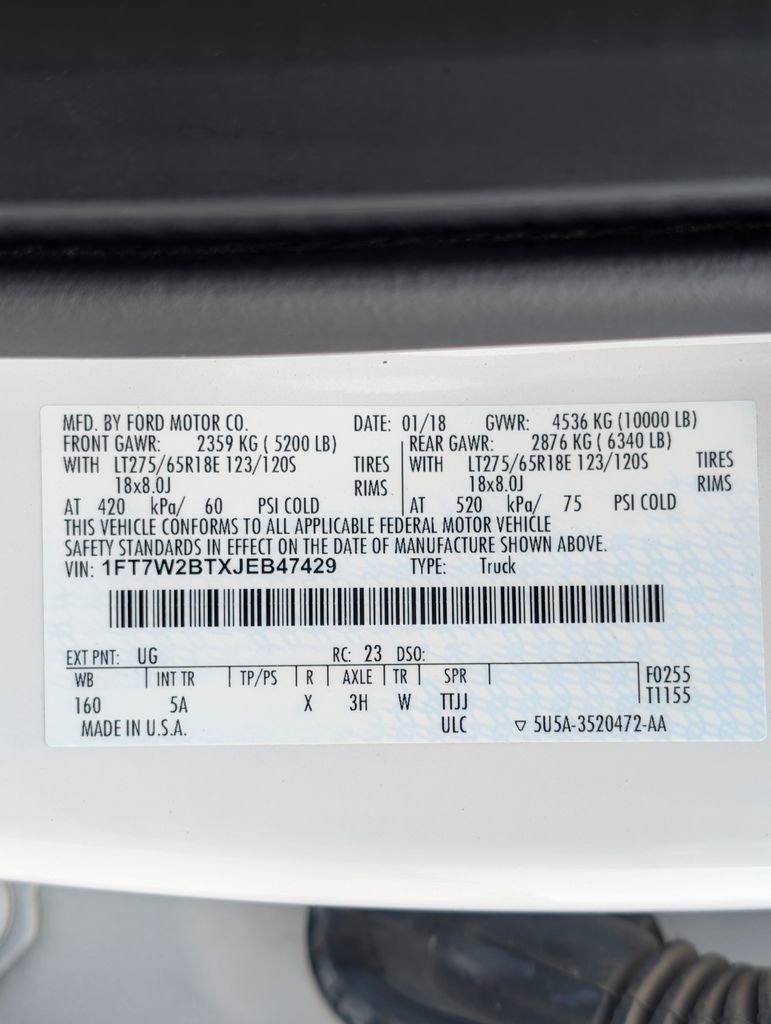 MFD. BY FORD MOTOR CO. DATE: 01/18 GVWR: 4536 KG (10000 LB)
FRONT GAWR: 2359 KG ( 5200 LB) REAR GAWR: 2876 KG ( 6340 LB)
WITH LT275/65R18E 123/120S TIRES WITH LT275/65R18E 123/120S TIRES
18x8.0J RIMS 18x8.0J RIMS
AT 420 kPa/ 60 PSI COLD AT 520 kPa/ 75 PSI COLD
THIS VEHICLE CONFORMS TO ALL APPLICABLE FEDERAL MOTOR VEHICLE
SAFETY STANDARDS IN EFFECT ON THE DATE OF MANUFACTURE SHOWN ABOVE.
VIN: 1FT7W2BTXJEB47429 TYPE: Truck
EXT PNT: UG RC: 23 DSO:
WB INT TR TP/PS R AXLE TR SPR F0255
160 5A X 3H W TTJJ T1155
MADE IN U.S.A. ULC ▽ 5U5A-3520472-AA